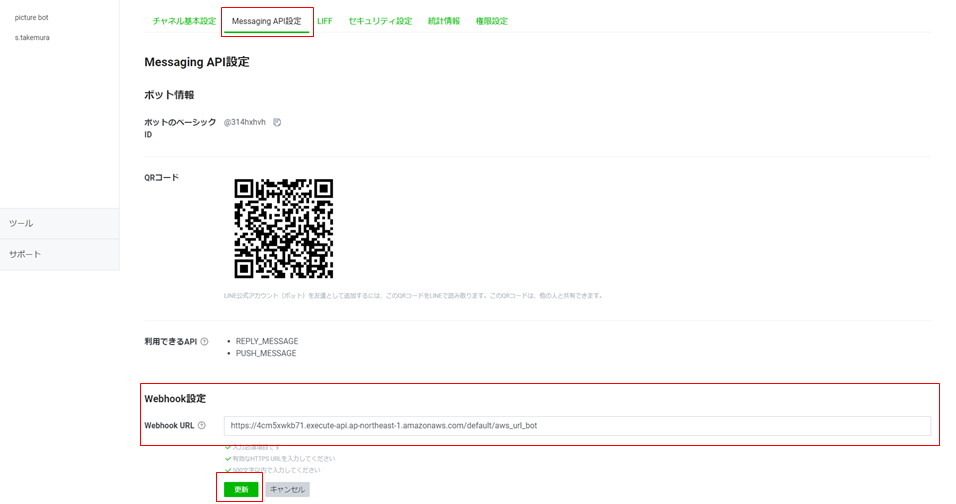 picture bot
s.takemura
ツール
サポート
チャネル基本設定 Messaging API設定 LIFF セキュリティ設定 統計情報 権限設定
Messaging API設定
ボット情報
ボットのベーシック @314hxhvh
ID
QRコード
LINE公式アカウント（ボット）を友達として追加するには、このQRコードをLINEで読み取ります。このQRコードは、他の人と共有できます。
利用できるAPI
• REPLY_MESSAGE
• PUSH_MESSAGE
Webhook設定
Webhook URL https://4cm5xwkb71.execute-api.ap-northeast-1.amazonaws.com/default/aws_url_bot
入力必須項目です
有効なHTTPS URLを入力してください
500文字以内で入力してください
更新 キャンセル